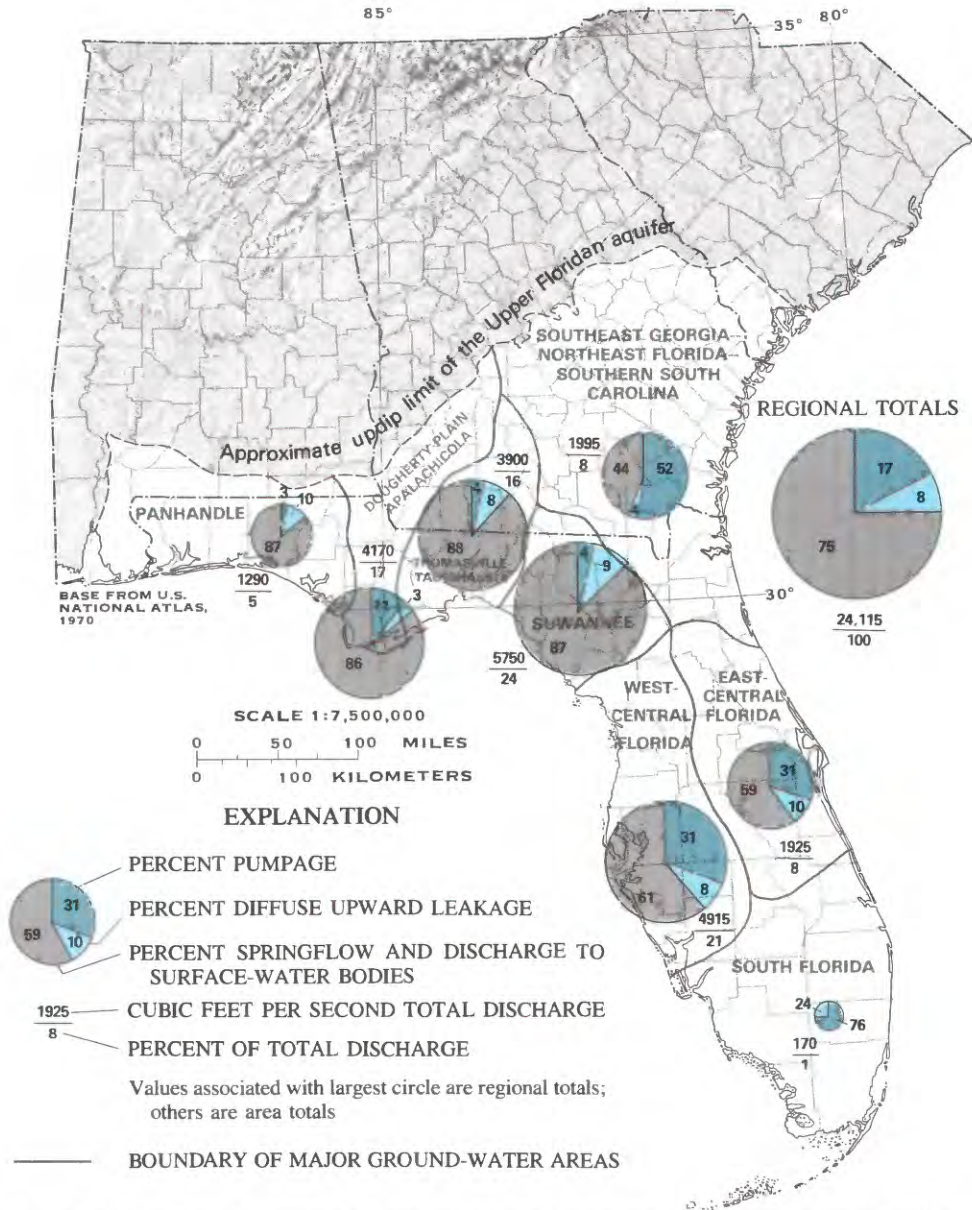 85°
35°
80°
Approximate updip limit of the Upper Floridan aquifer
SOUTHEAST GEORGIA
NORTHEAST FLORIDA
SOUTHERN SOUTH
CAROLINA
REGIONAL TOTALS
17
8
75
24,115
100
1995
8
44
52
4
DOUGHERTY-PLAIN
APALACHICOLA
3900
16
4
8
88
THOMASVILLE-
TALLAHASSEE
PANHANDLE
3
10
87
1290
5
4170
17
3
86
4
9
SUWANNEE
87
5750
24
30°
BASE FROM U.S.
NATIONAL ATLAS,
1970
SCALE 1:7,500,000
0 50 100 MILES
0 100 KILOMETERS
WEST-
CENTRAL
FLORIDA
EAST-
CENTRAL
FLORIDA
31
59
10
1925
8
31
8
61
4915
21
SOUTH FLORIDA
24
76
170
1
EXPLANATION
31
59
10
PERCENT PUMPAGE
PERCENT DIFFUSE UPWARD LEAKAGE
PERCENT SPRINGFLOW AND DISCHARGE TO
SURFACE-WATER BODIES
1925
8
CUBIC FEET PER SECOND TOTAL DISCHARGE
PERCENT OF TOTAL DISCHARGE
Values associated with largest circle are regional totals;
others are area totals
BOUNDARY OF MAJOR GROUND-WATER AREAS